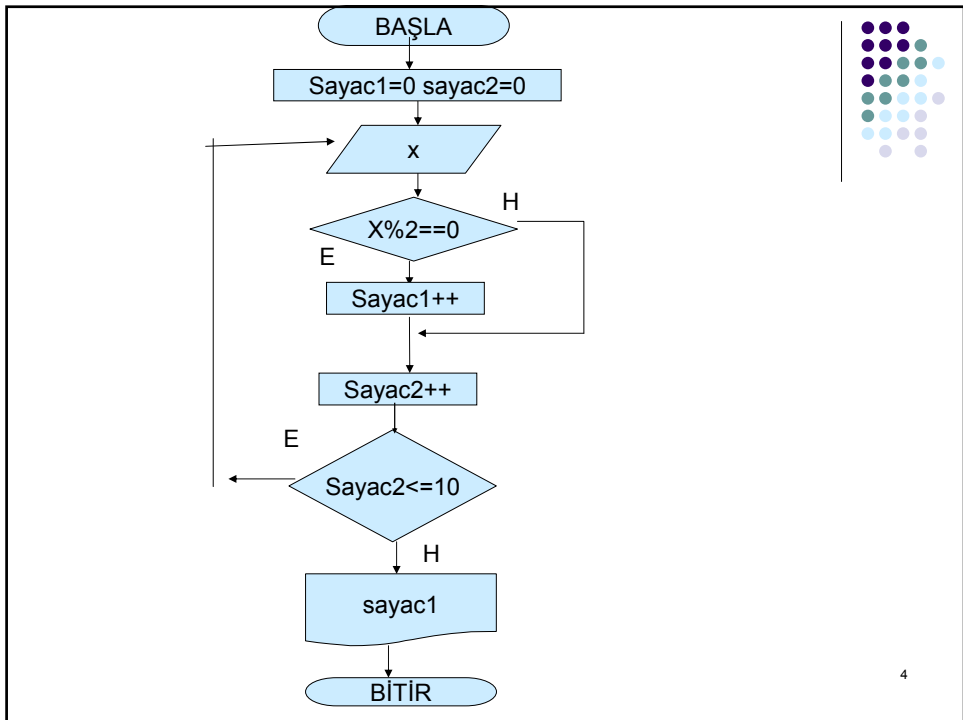 BAŞLA
Sayac1=0 sayac2=0
x
H
X%2==0
E
Sayac1++
Sayac2++
E
Sayac2<=10
H
sayac1
BİTİR
4